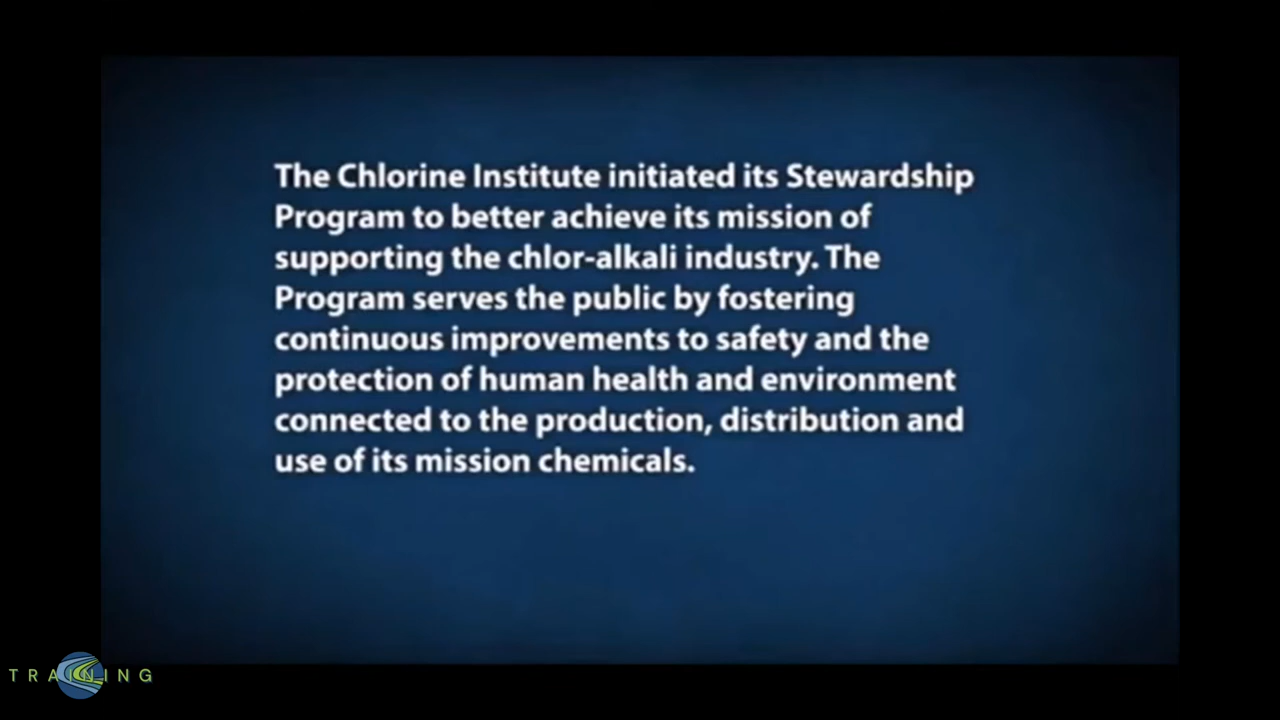 The Chlorine Institute initiated its Stewardship
Program to better achieve its mission of
supporting the chlor-alkali industry. The
Program serves the public by fostering
continuous improvements to safety and the
protection of human health and environment
connected to the production, distribution and
use of its mission chemicals.
TRAINING